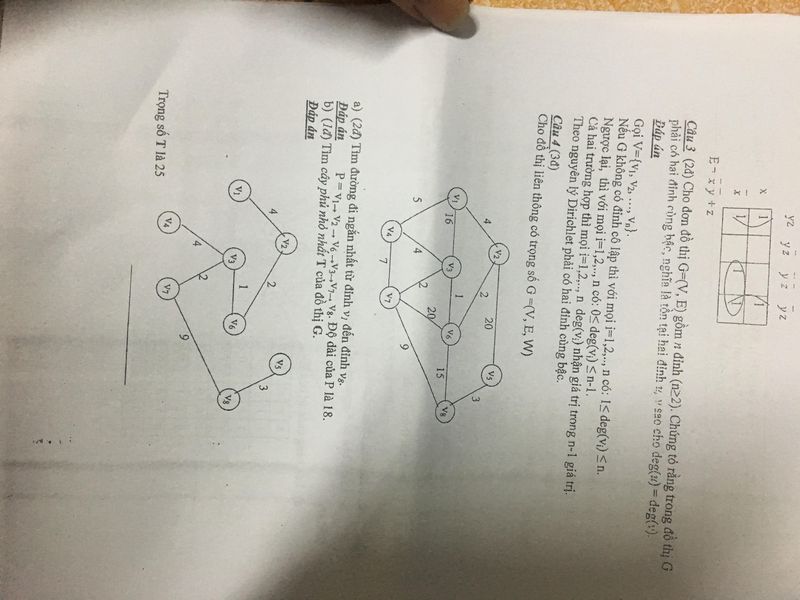 yz yz̄ ȳz̄ ȳz
x 1 1
x̄ 1 1
E = x y + z
Câu 3 (2đ) Cho đơn đồ thị G=(V, E) gồm n đỉnh (n≥2). Chứng tỏ rằng trong đồ thị G
phải có hai đỉnh cùng bậc, nghĩa là tồn tại hai đỉnh u, v sao cho deg(u) = deg(v).
Đáp án
Gọi V={v₁, v₂, ..., vₙ}.
Nếu G không có đỉnh cô lập thì với mọi i=1,2,.., n có: 1≤ deg(vᵢ) ≤ n.
Ngược lại, thì với mọi i=1,2,.., n có: 0≤ deg(vᵢ) ≤ n-1.
Cả hai trường hợp thì mọi i=1,2,.., n deg(vᵢ) nhận giá trị trong n-1 giá trị.
Theo nguyên lý Dirichlet phải có hai đỉnh cùng bậc.
Câu 4 (3đ)
Cho đồ thị liên thông có trọng số G =(V, E, W)
v₂ 20 v₅
4 2 3
v₁ 16 v₃ 1 v₆ 15 v₈
5 4 2 20 9
v₄ 7 v₇
a) (2đ) Tìm đường đi ngắn nhất từ đỉnh v₁ đến đỉnh v₈.
Đáp án
P = v₁→ v₂ → v₆ →v₃→v₇→ v₈. Độ dài của P là 18.
b) (1đ) Tìm cây phủ nhỏ nhất T của đồ thị G.
Đáp án
v₂ v₅
4 2 3
v₁ v₃ 1 v₆ v₈
4 2 9
v₄ v₇
Trọng số T là 25